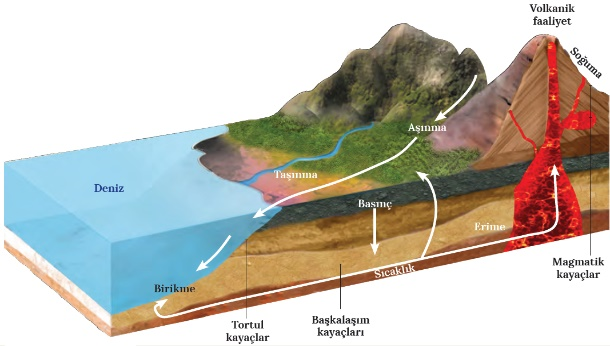 Volkanik
faaliyet
Soğuma
Aşınma
Taşınma
Deniz
Basınç
Erime
Sıcaklık
Birikme
Magmatik
kayaçlar
Tortul
kayaçlar
Başkalaşım
kayaçları